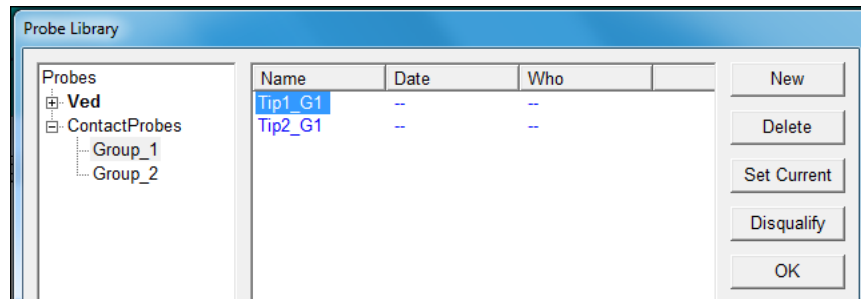 Probe Library
Probes
Ved
ContactProbes
Group_1
Group_2
Name Date Who
Tip1_G1 -- --
Tip2_G1 -- --
New
Delete
Set Current
Disqualify
OK